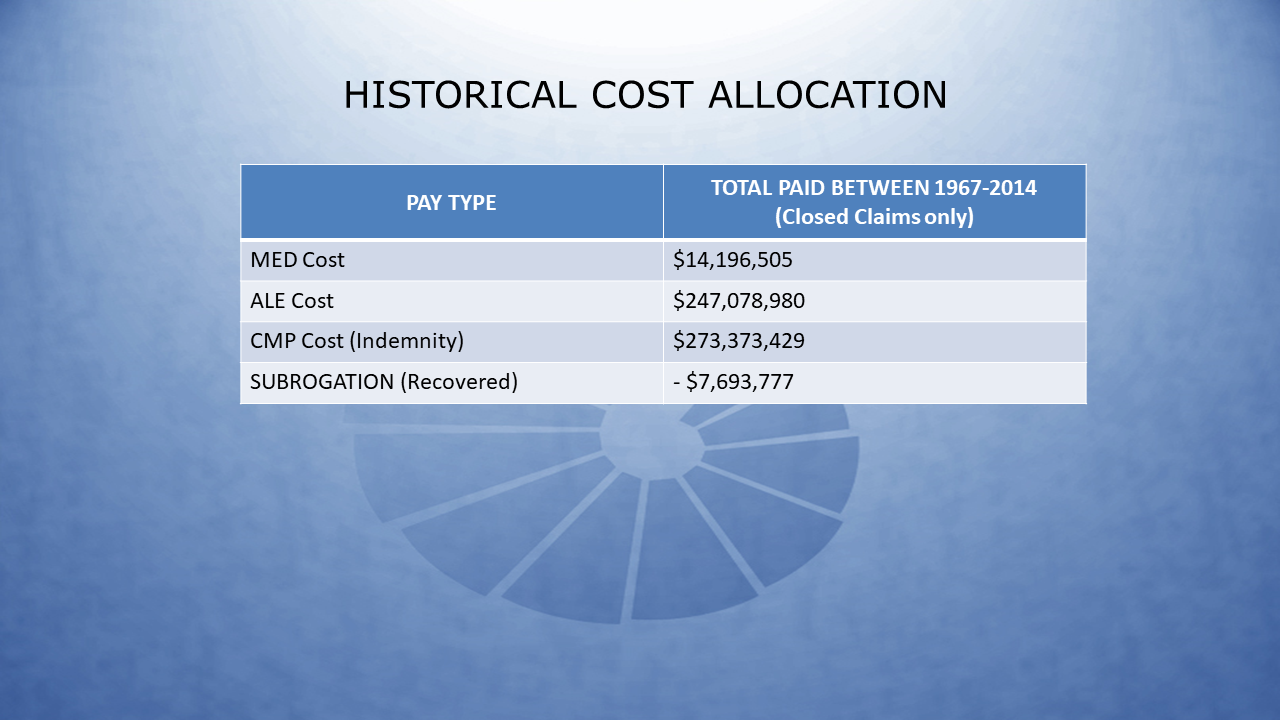 HISTORICAL COST ALLOCATION
PAY TYPE
TOTAL PAID BETWEEN 1967-2014
(Closed Claims only)
MED Cost
$14,196,505
ALE Cost
$247,078,980
CMP Cost (Indemnity)
$273,373,429
SUBROGATION (Recovered)
- $7,693,777